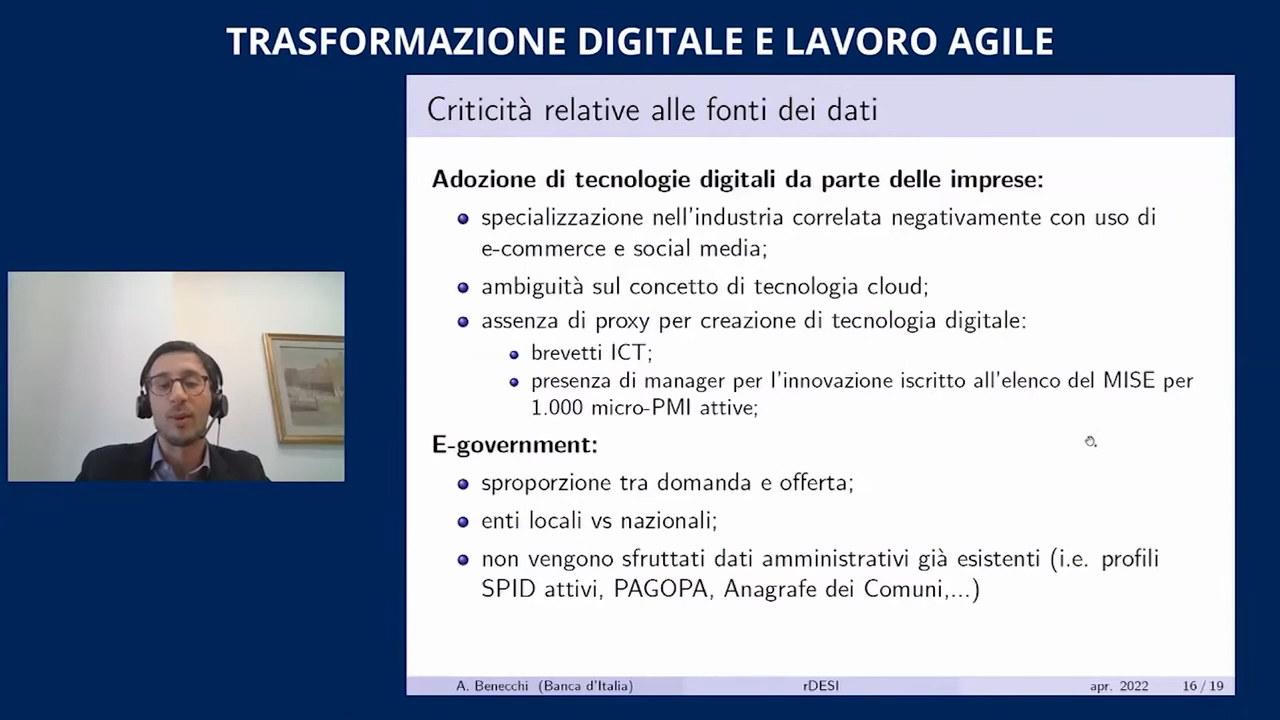 TRASFORMAZIONE DIGITALE E LAVORO AGILE
Criticità relative alle fonti dei dati
Adozione di tecnologie digitali da parte delle imprese:
specializzazione nell'industria correlata negativamente con uso di
e-commerce e social media;
ambiguità sul concetto di tecnologia cloud;
assenza di proxy per creazione di tecnologia digitale:
brevetti ICT;
presenza di manager per l'innovazione iscritto all'elenco del MISE per
1.000 micro-PMI attive;
E-government:
sproporzione tra domanda e offerta;
enti locali vs nazionali;
non vengono sfruttati dati amministrativi già esistenti (i.e. profili
SPID attivi, PAGOPA, Anagrafe dei Comuni,...)
A. Benecchi (Banca d'Italia) rDESI apr. 2022 16 / 19